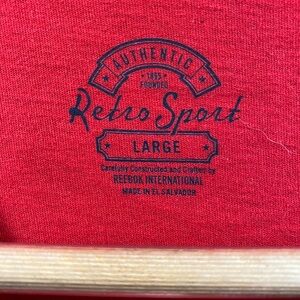 AUTHENTIC
1895
FOUNDED
Retro Sport
LARGE
Carefully Constructed and Crafted by
REEBOK INTERNATIONAL
MADE IN EL SALVADOR